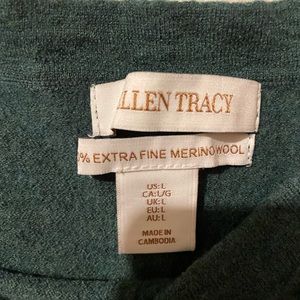 LLEN TRACY
% EXTRA FINE MERINO WOOL
US:L
CA:L/G
UK:L
EU:L
AU:L
MADE IN
CAMBODIA